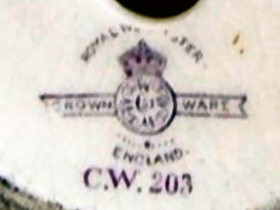 ROYAL WORCESTER
CROWN WARE
ENGLAND
C.W. 203